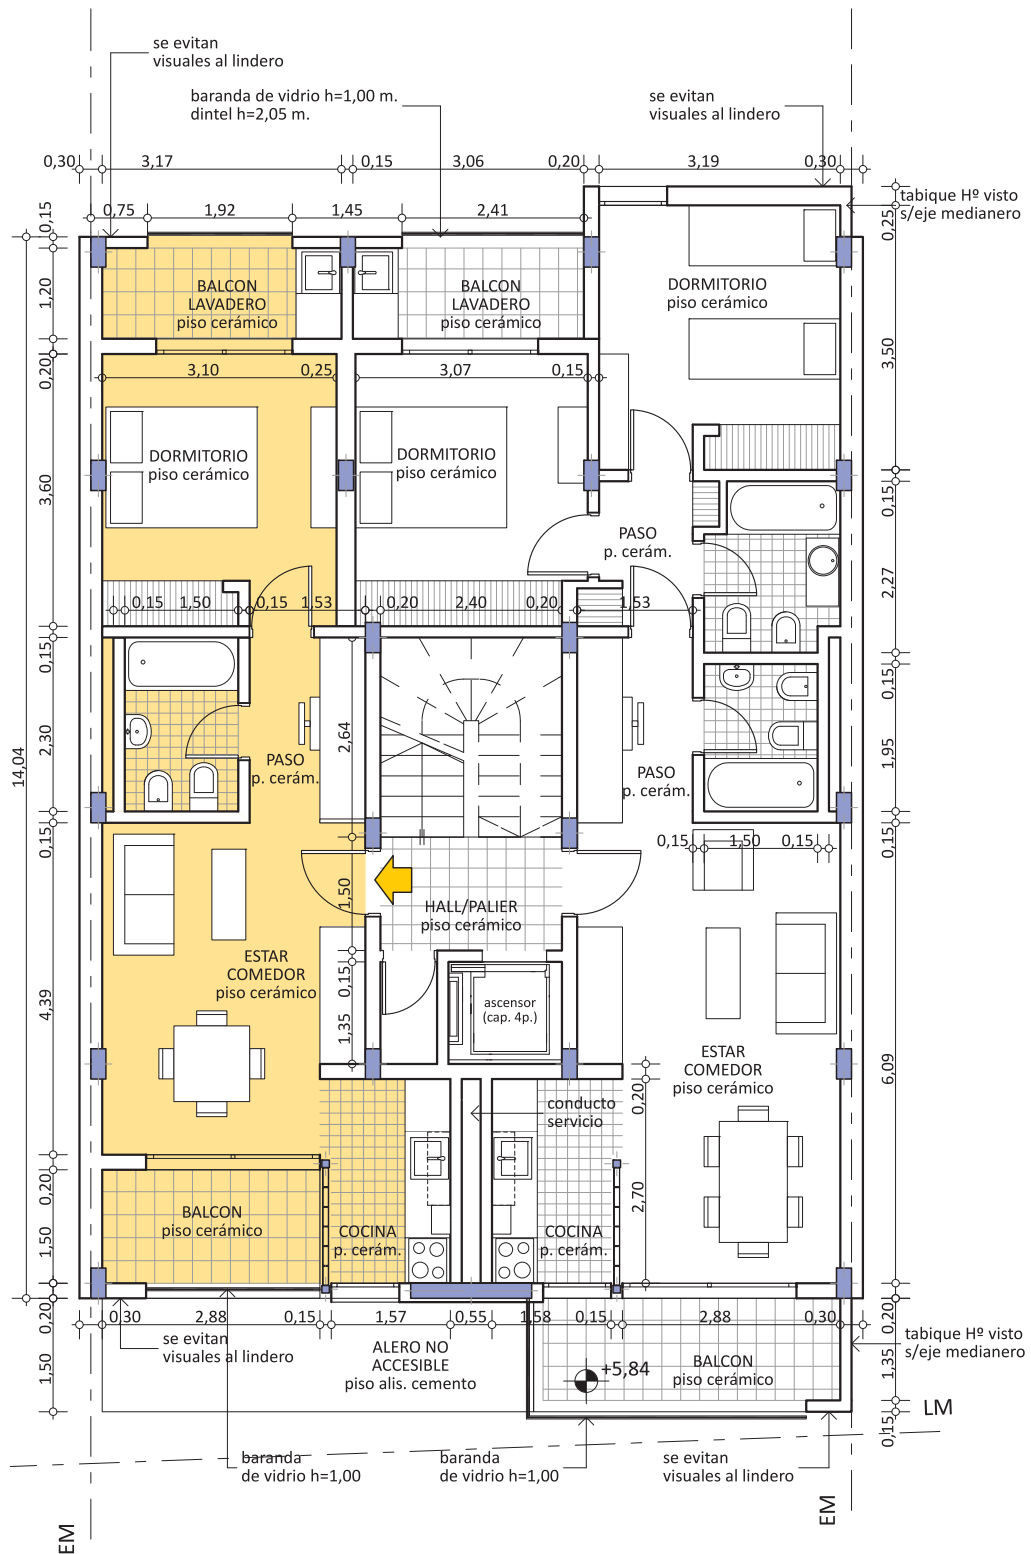 se evitan
visuales al lindero
baranda de vidrio h=1,00 m.
dintel h=2,05 m.
se evitan
visuales al lindero
0,30
3,17
0,15
3,06
0,20
3,19
0,30
tabique Hº visto
s/eje medianero
0,15
0,75
1,92
1,45
2,41
0,25
BALCON
LAVADERO
piso cerámico
BALCON
LAVADERO
piso cerámico
DORMITORIO
piso cerámico
1,20
3,50
0,20
3,10
0,25
3,07
0,15
DORMITORIO
piso cerámico
DORMITORIO
piso cerámico
3,60
0,15
PASO
p. cerám.
2,27
0,15
1,50
0,15
1,53
0,20
2,40
0,20
1,53
0,15
0,15
2,30
2,64
14,04
PASO
p. cerám.
PASO
p. cerám.
1,95
0,15
0,15
0,15
1,50
0,15
1,50
HALL/PALIER
piso cerámico
ESTAR
COMEDOR
piso cerámico
0,15
ascensor
(cap. 4p.)
4,39
1,35
ESTAR
COMEDOR
piso cerámico
6,09
0,20
conducto
servicio
0,20
2,70
BALCON
piso cerámico
COCINA
p. cerám.
COCINA
p. cerám.
1,50
0,20
0,30
2,88
0,15
1,57
0,55
1,58
0,15
2,88
0,30
0,20
se evitan
visuales al lindero
ALERO NO
ACCESIBLE
piso alis. cemento
tabique Hº visto
s/eje medianero
1,50
+5,84
BALCON
piso cerámico
1,35
LM
0,15
baranda
de vidrio h=1,00
baranda
de vidrio h=1,00
se evitan
visuales al lindero
EM
EM